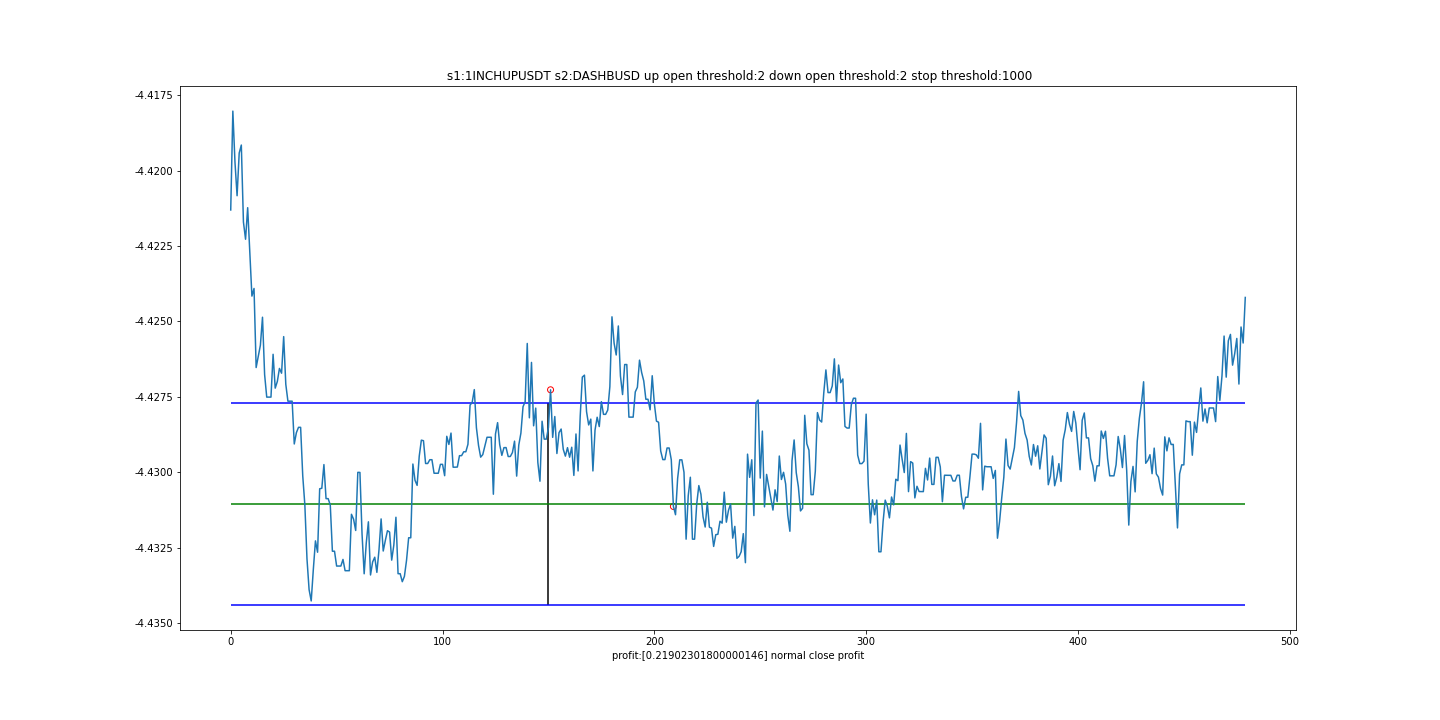 s1:1INCHUPUSDT s2:DASHBUSD up open threshold:2 down open threshold:2 stop threshold:1000
-4.4175
-4.4200
-4.4225
-4.4250
-4.4275
-4.4300
-4.4325
-4.4350
0 100 200 300 400 500
profit:[0.21902301800000146] normal close profit